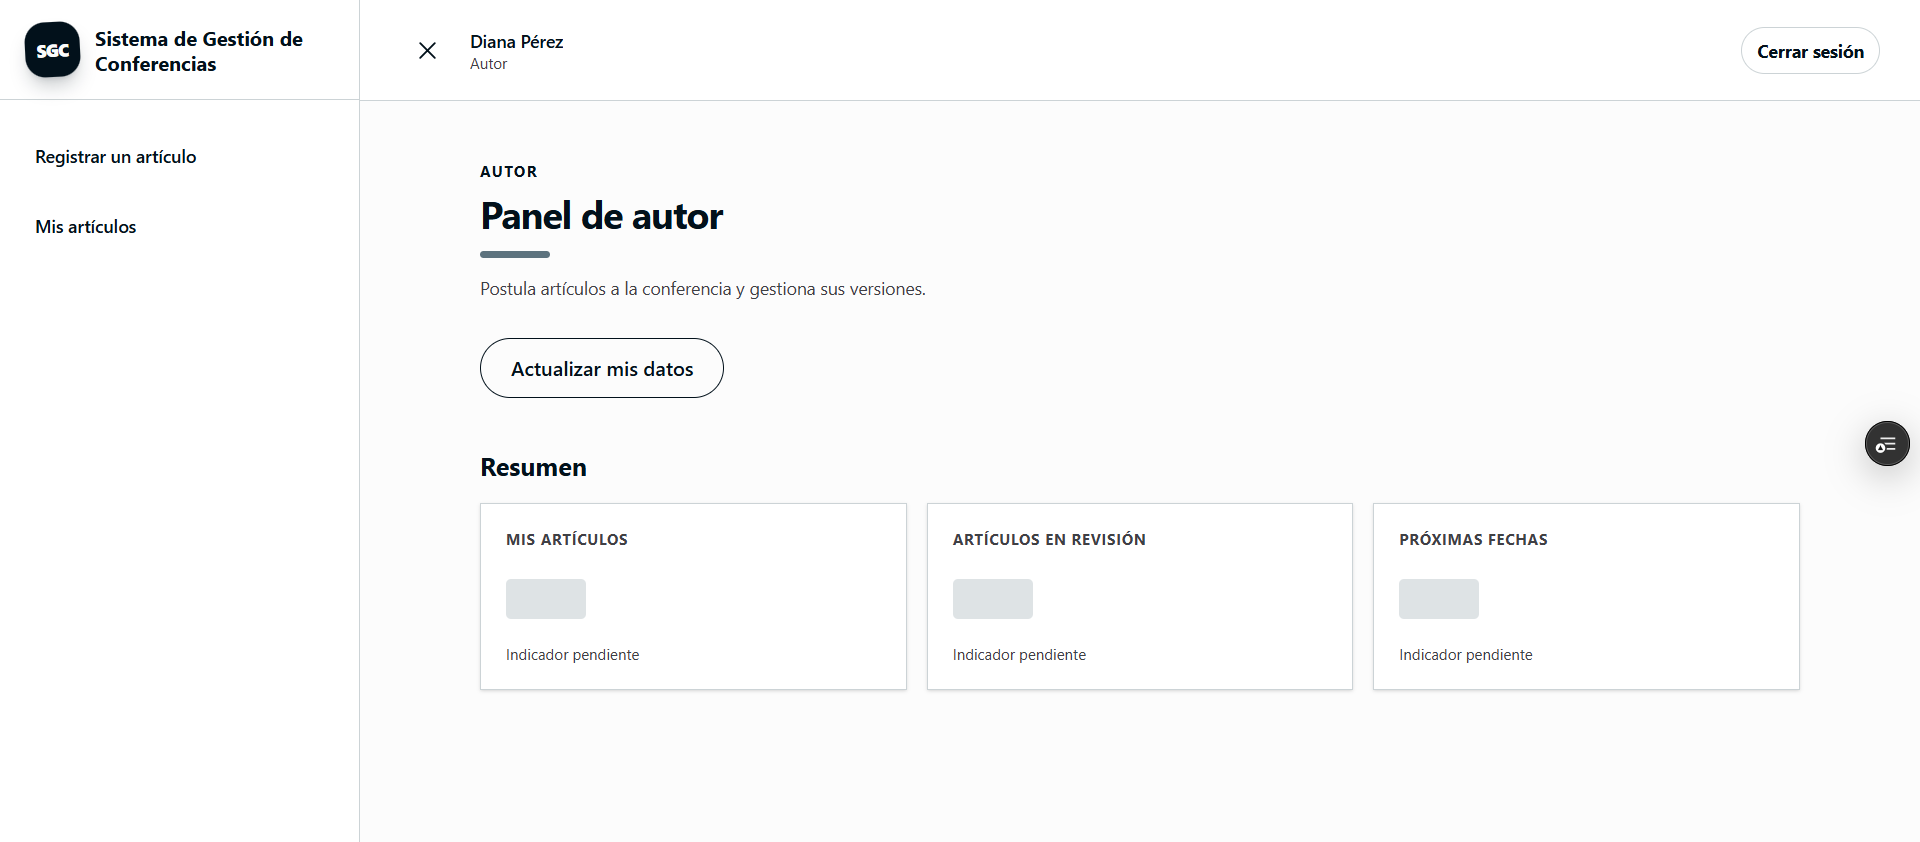 SGC
Sistema de Gestión de
Conferencias
Diana Pérez
Autor
Cerrar sesión
Registrar un artículo
Mis artículos
AUTOR
Panel de autor
Postula artículos a la conferencia y gestiona sus versiones.
Actualizar mis datos
Resumen
MIS ARTÍCULOS
Indicador pendiente
ARTÍCULOS EN REVISIÓN
Indicador pendiente
PRÓXIMAS FECHAS
Indicador pendiente